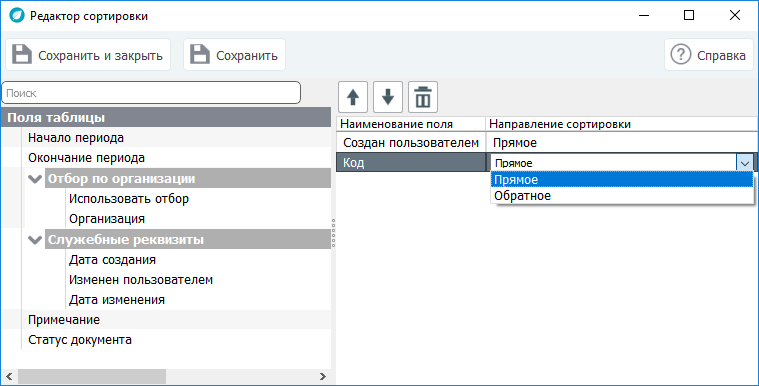 Редактор сортировки
Сохранить и закрыть
Сохранить
Справка
Поиск
Поля таблицы
Начало периода
Окончание периода
Отбор по организации
Использовать отбор
Организация
Служебные реквизиты
Дата создания
Изменен пользователем
Дата изменения
Примечание
Статус документа
Наименование поля Направление сортировки
Создан пользователем Прямое
Код Прямое
Прямое
Обратное